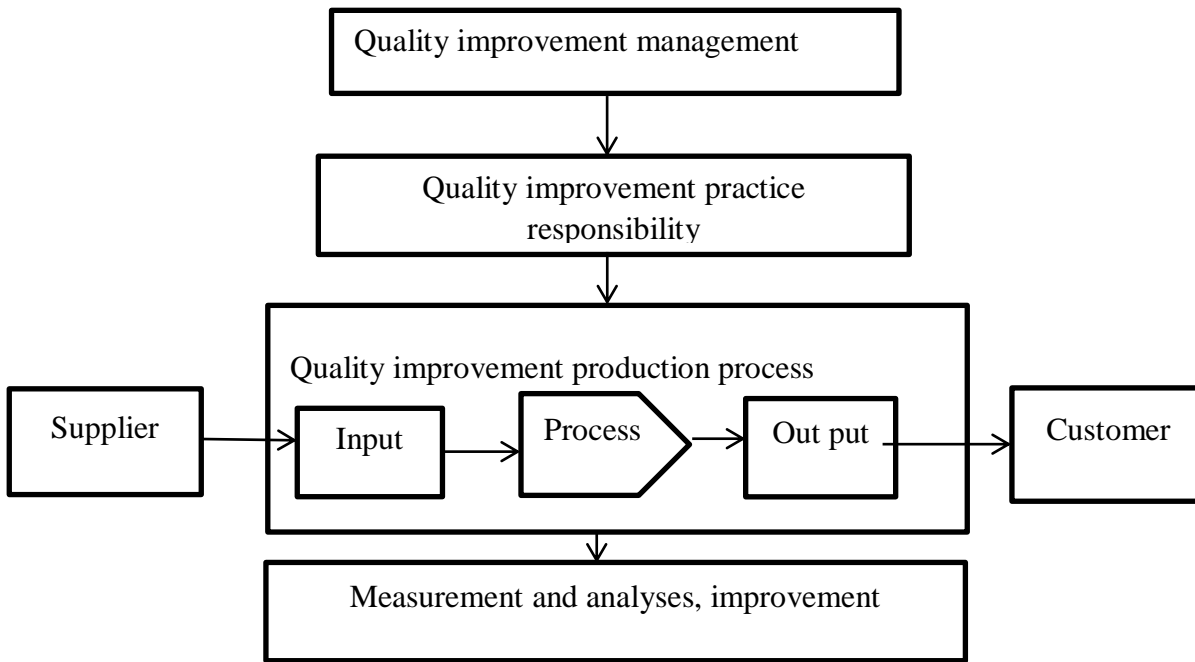 Quality improvement management
Quality improvement practice
responsibility
Quality improvement production process
Supplier
Input
Process
Out put
Customer
Measurement and analyses, improvement